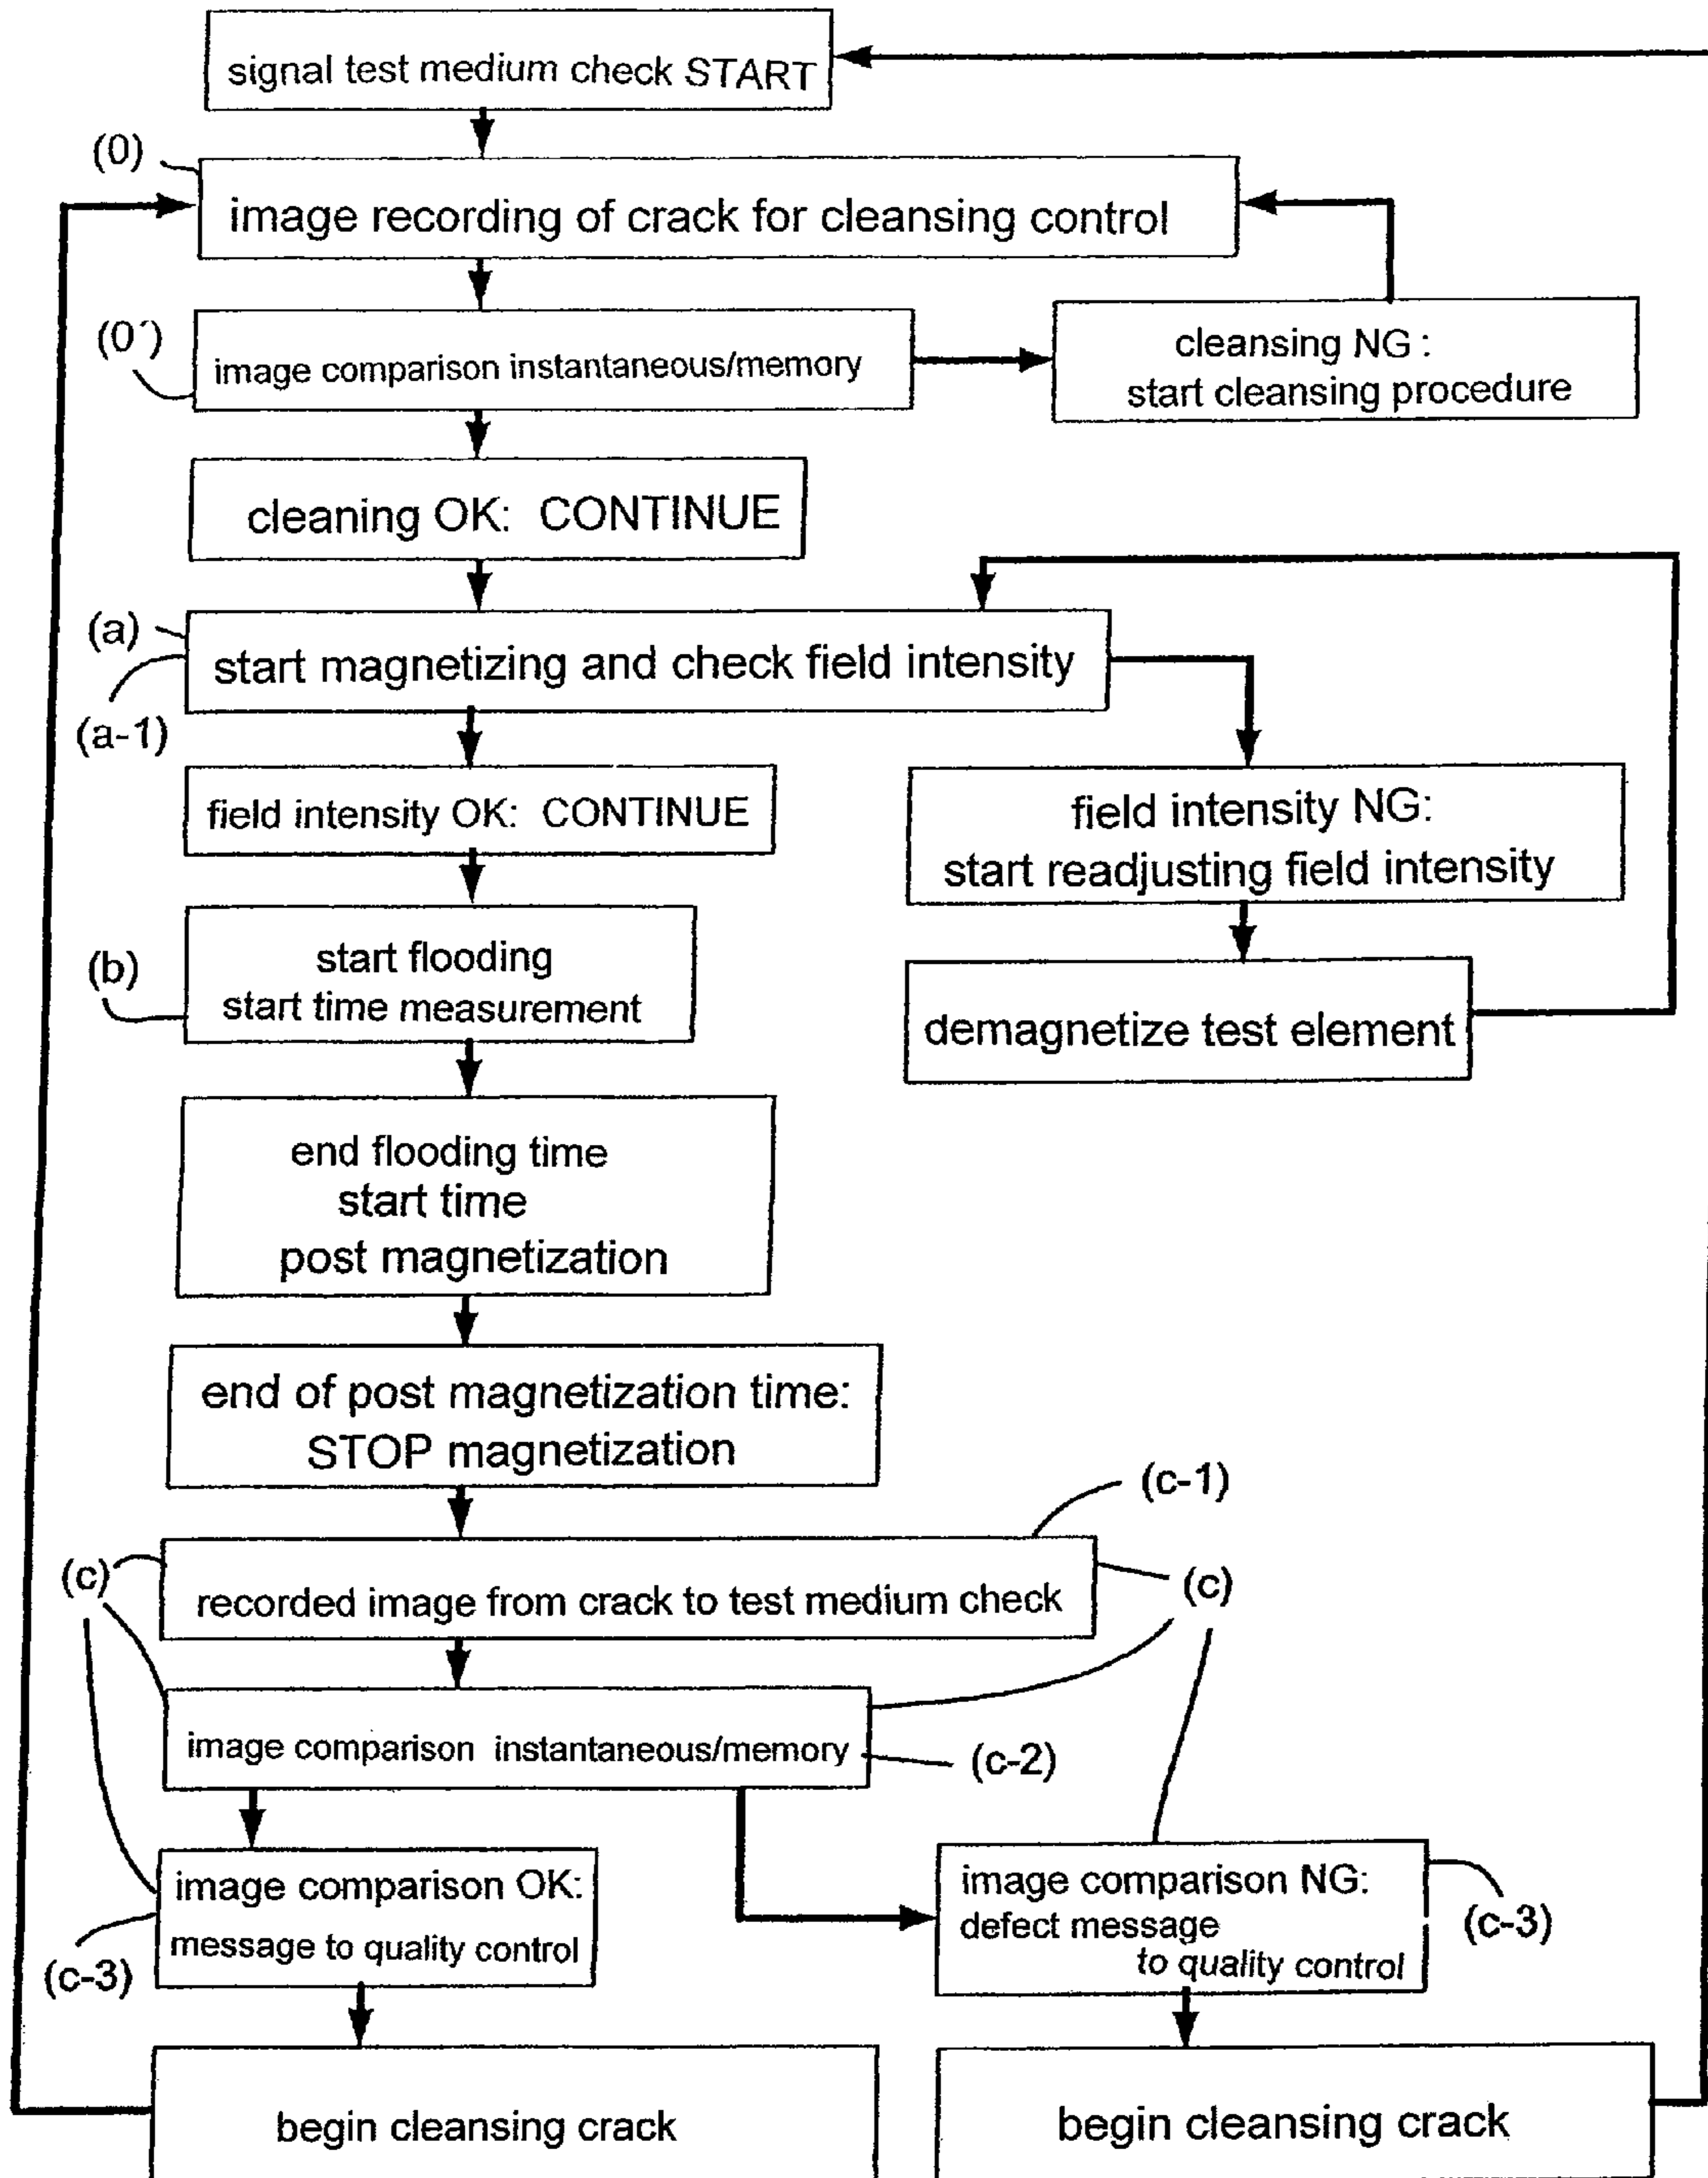 signal test medium check START
(0)
image recording of crack for cleansing control
(0´)
image comparison instantaneous/memory
cleansing NG :
start cleansing procedure
cleaning OK: CONTINUE
(a)
start magnetizing and check field intensity
(a-1)
field intensity OK: CONTINUE
field intensity NG:
start readjusting field intensity
(b)
start flooding
start time measurement
demagnetize test element
end flooding time
start time
post magnetization
end of post magnetization time:
STOP magnetization
(c-1)
(c)
recorded image from crack to test medium check
(c)
image comparison instantaneous/memory
(c-2)
image comparison OK:
message to quality control
(c-3)
image comparison NG:
defect message
to quality control
(c-3)
begin cleansing crack
begin cleansing crack